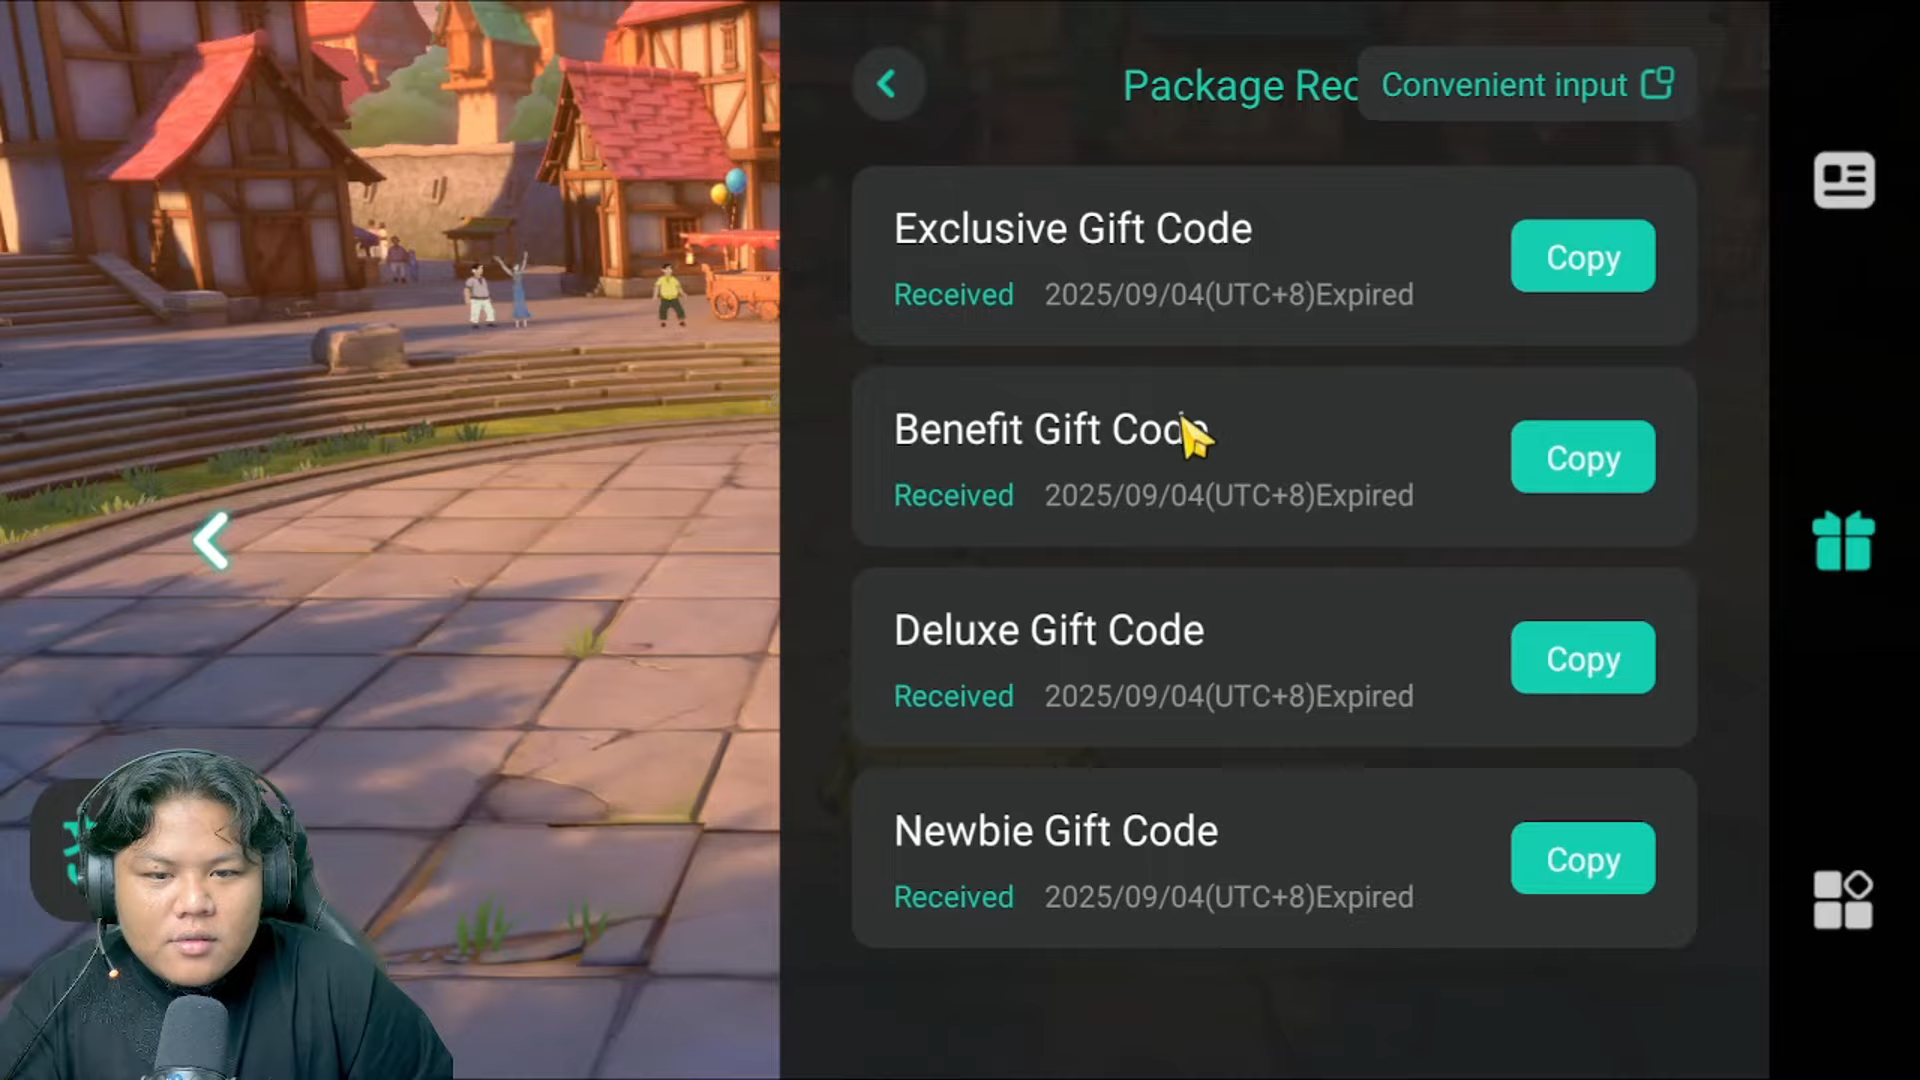 Package Rec
Convenient input
Exclusive Gift Code
Received 2025/09/04(UTC+8)Expired
Copy
Benefit Gift Code
Received 2025/09/04(UTC+8)Expired
Copy
Deluxe Gift Code
Received 2025/09/04(UTC+8)Expired
Copy
Newbie Gift Code
Received 2025/09/04(UTC+8)Expired
Copy